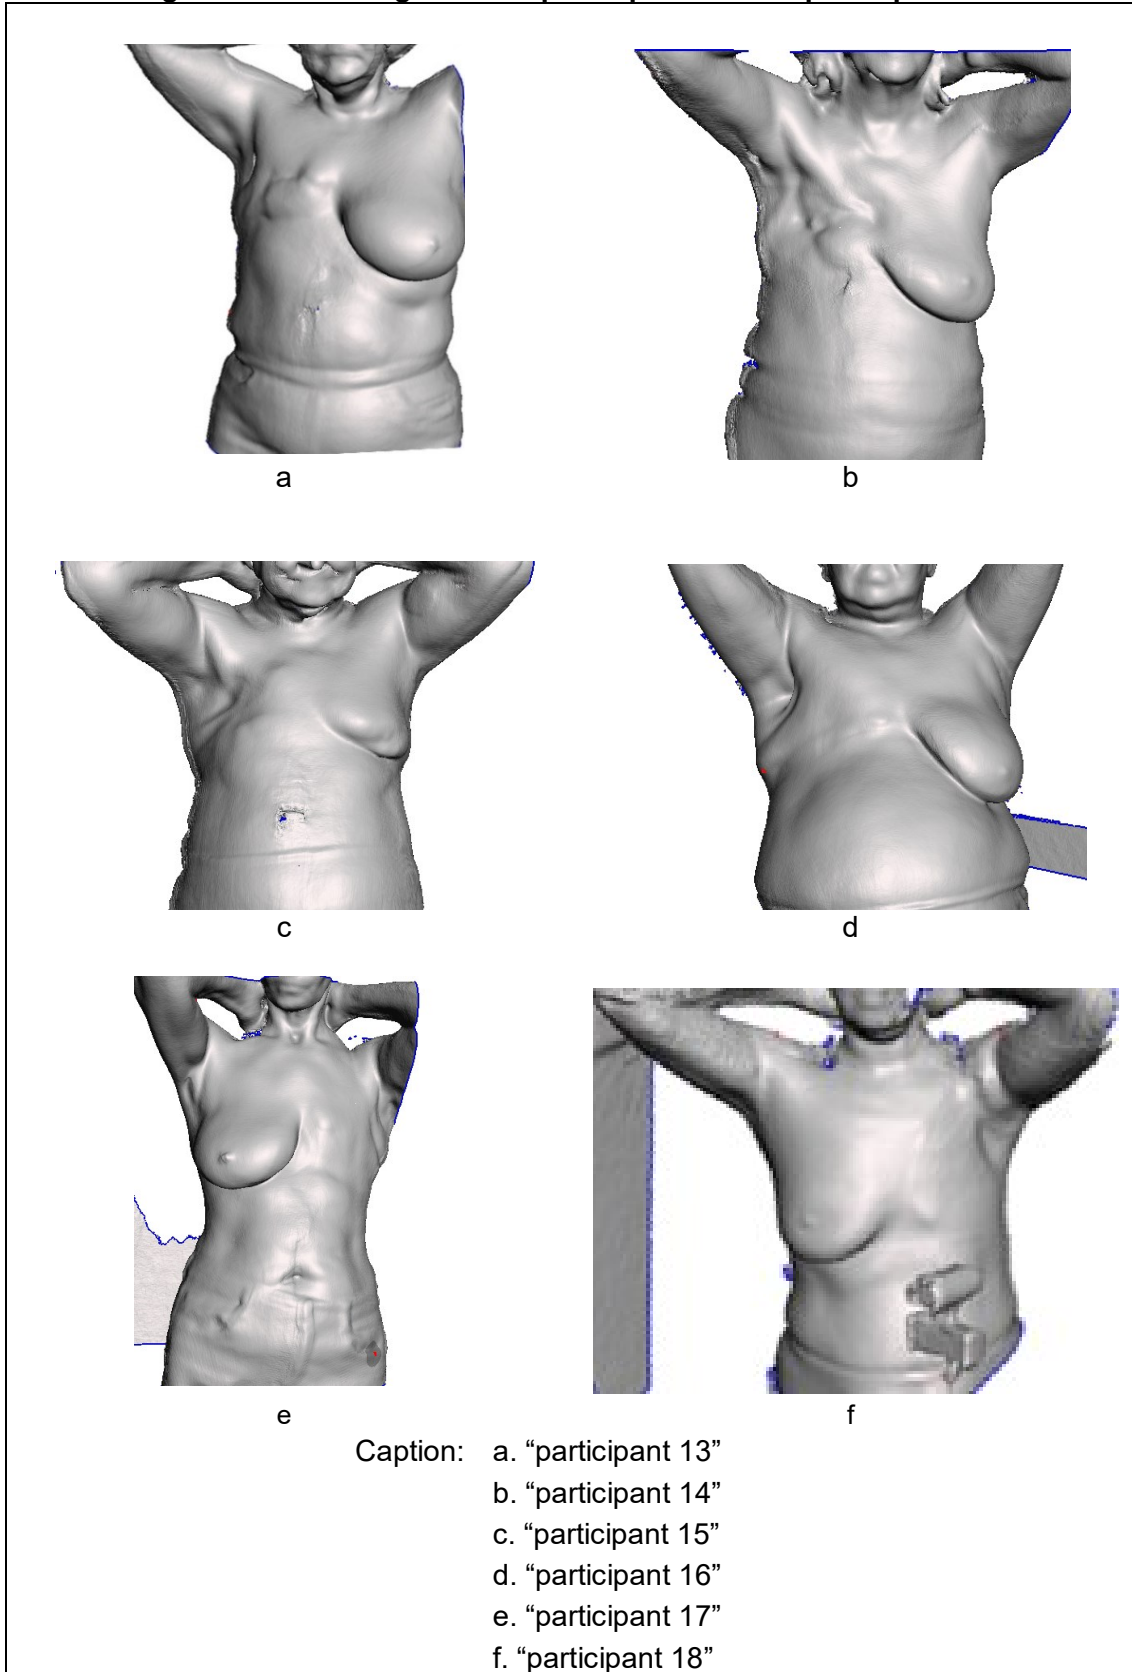 a
b
c
d
e
f
Caption: a. “participant 13”
b. “participant 14”
c. “participant 15”
d. “participant 16”
e. “participant 17”
f. “participant 18”